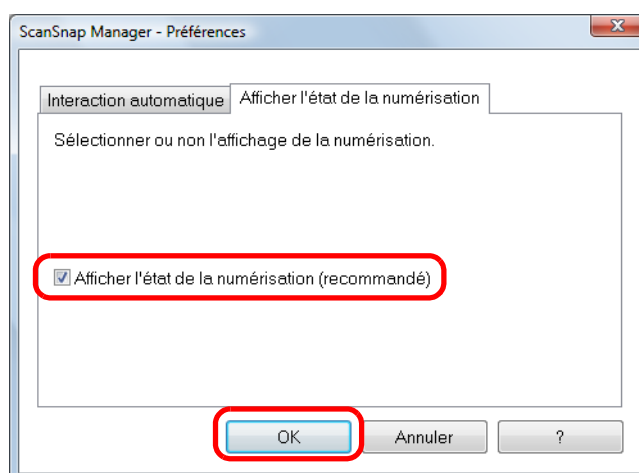 ScanSnap Manager - Préférences
Interaction automatique
Afficher l'état de la numérisation
Sélectionner ou non l'affichage de la numérisation.
Afficher l'état de la numérisation (recommandé)
OK
Annuler
?